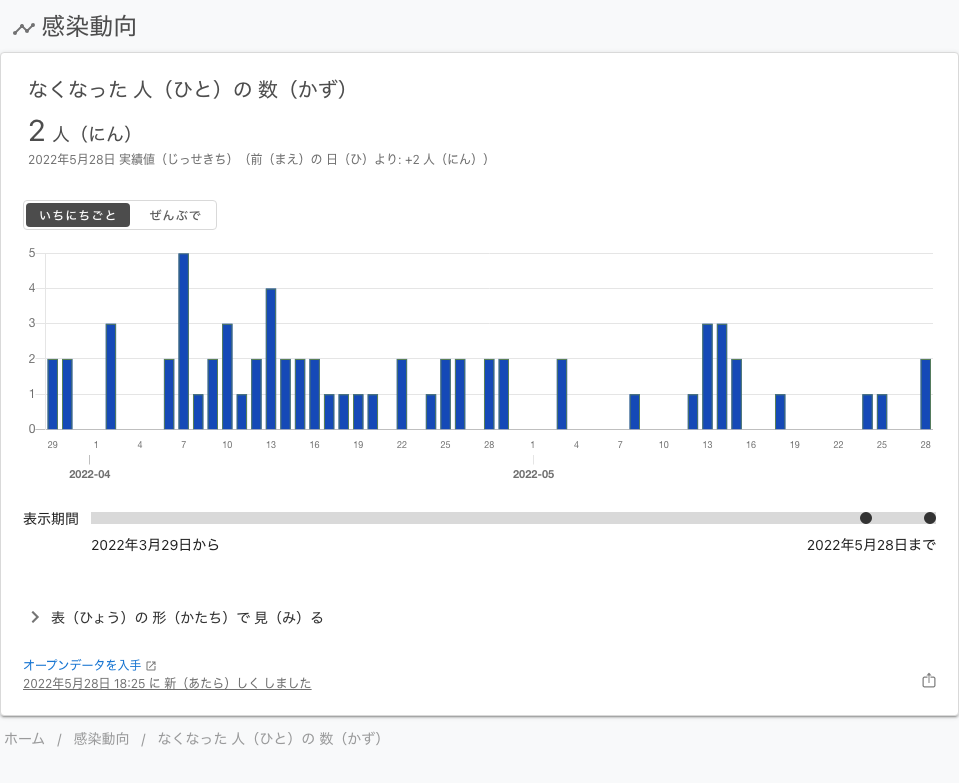 感染動向
なくなった 人（ひと）の 数（かず）
2 人（にん）
2022年5月28日 実績値（じっせきち）（前（まえ）の 日（ひ）より: +2 人（にん））
いちにちごと ぜんぶで
5
4
3
2
1
0
29 1 4 7 10 13 16 19 22 25 28 1 4 7 10 13 16 19 22 25 28
2022-04 2022-05
表示期間
2022年3月29日から 2022年5月28日まで
表（ひょう）の 形（かたち）で 見（み）る
オープンデータを入手
2022年5月28日 18:25 に 新（あたら）しく しました
ホーム / 感染動向 / なくなった 人（ひと）の 数（かず）